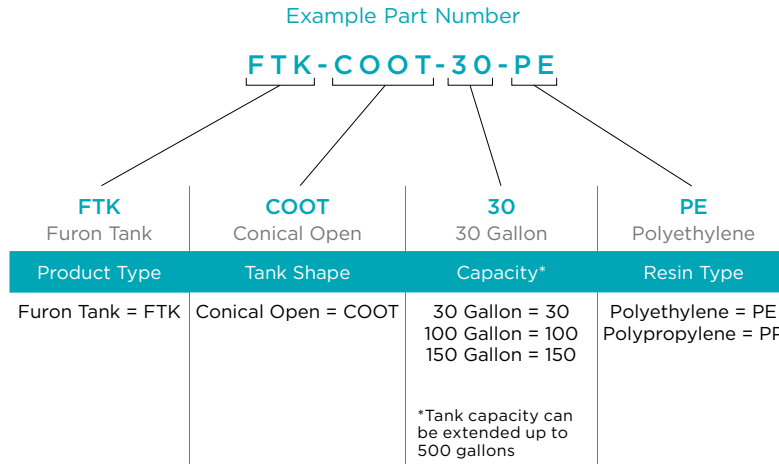 Example Part Number
FTK-COOT-30-PE
FTK
Furon Tank
COOT
Conical Open
30
30 Gallon
PE
Polyethylene
Product Type
Tank Shape
Capacity*
Resin Type
Furon Tank = FTK
Conical Open = COOT
30 Gallon = 30
100 Gallon = 100
150 Gallon = 150
*Tank capacity can
be extended up to
500 gallons
Polyethylene = PE
Polypropylene = PP